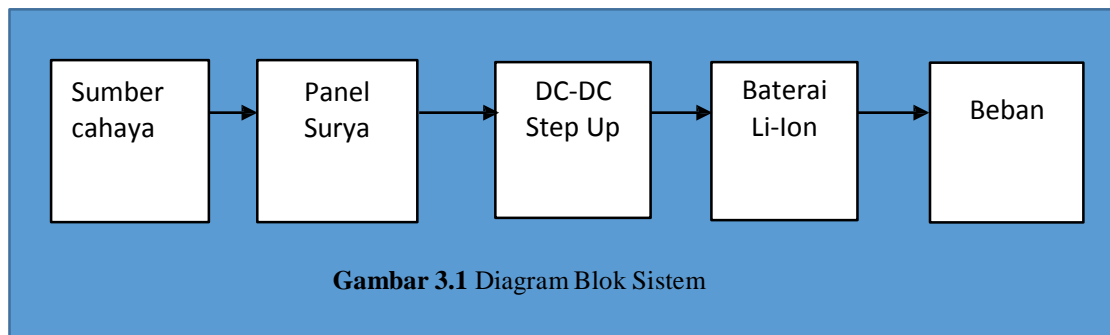 Sumber
cahaya
Panel
Surya
DC-DC
Step Up
Baterai
Li-Ion
Beban
Gambar 3.1 Diagram Blok Sistem